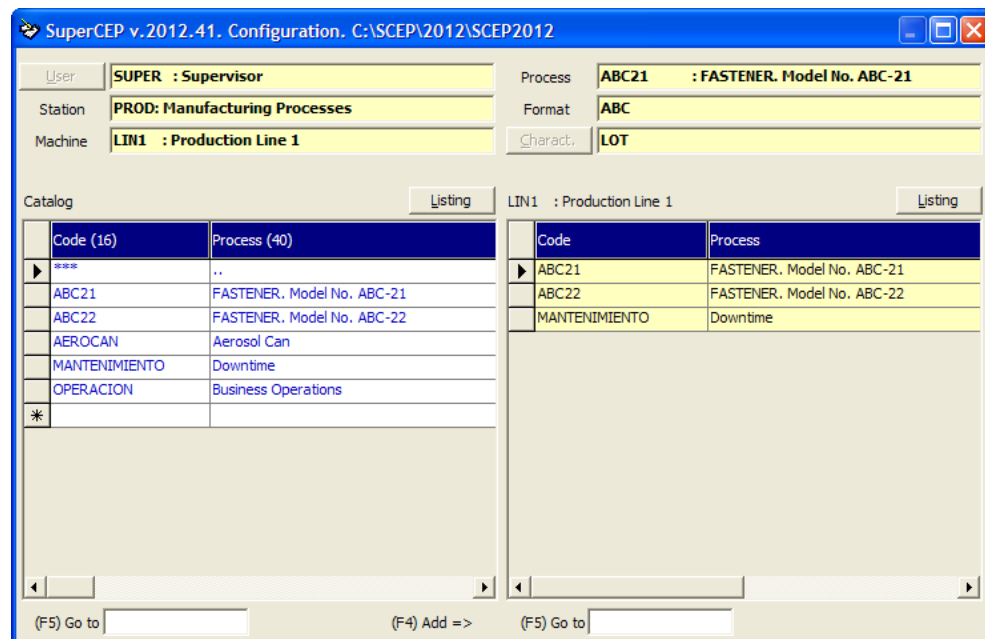 SuperCEP v.2012.41. Configuration. C:\SCEP\2012\SCEP2012
User SUPER : Supervisor Process ABC21 : FASTENER. Model No. ABC-21
Station PROD: Manufacturing Processes Format ABC
Machine LIN1 : Production Line 1 Charact. LOT
Catalog Listing LIN1 : Production Line 1 Listing
Code (16) Process (40) Code Process
*** .. ABC21 FASTENER. Model No. ABC-21
ABC21 FASTENER. Model No. ABC-21 ABC22 FASTENER. Model No. ABC-22
ABC22 FASTENER. Model No. ABC-22 MANTENIMIENTO Downtime
AEROCAN Aerosol Can
MANTENIMIENTO Downtime
OPERACION Business Operations
(F5) Go to (F4) Add => (F5) Go to